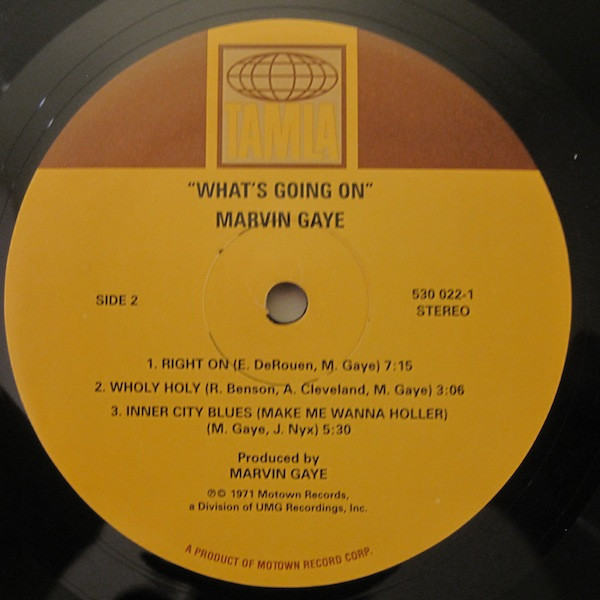 TAMLA
"WHAT'S GOING ON"
MARVIN GAYE
SIDE 2
530 022-1
STEREO
1. RIGHT ON (E. DeRouen, M. Gaye) 7:15
2. WHOLY HOLY (R. Benson, A. Cleveland, M. Gaye) 3:06
3. INNER CITY BLUES (MAKE ME WANNA HOLLER)
(M. Gaye, J. Nyx) 5:30
Produced by
MARVIN GAYE
℗© 1971 Motown Records,
a Division of UMG Recordings, Inc.
A PRODUCT OF MOTOWN RECORD CORP.